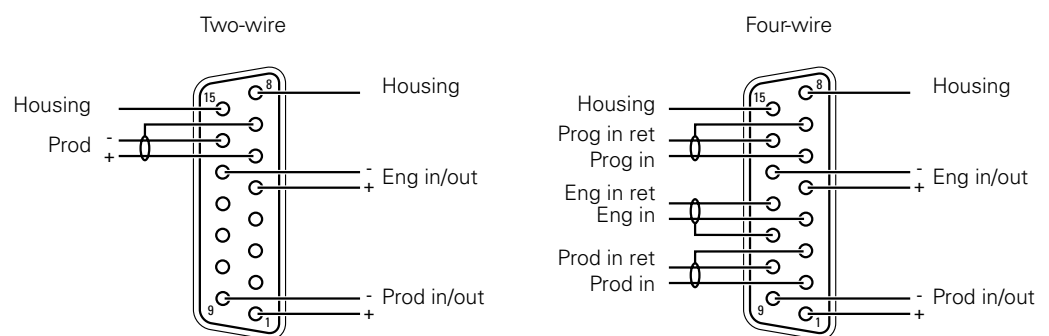 Two-wire
8
Housing
15
Housing
-
Prod
+
-
Eng in/out
+
-
Prod in/out
9
+
1
Four-wire
8
Housing
15
Housing
Prog in ret
Prog in
-
Eng in/out
+
Eng in ret
Eng in
Prod in ret
Prod in
-
Prod in/out
9
+
1